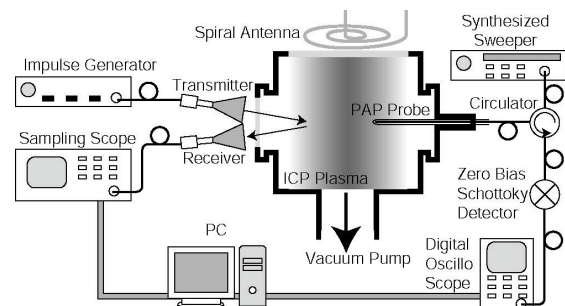 Spiral Antenna
Synthesized
Sweeper
Impulse Generator
Transmitter
PAP Probe
Circulator
Sampling Scope
Receiver
ICP Plasma
Zero Bias
Schottoky
Detector
PC
Vacuum Pump
Digital
Oscillo
Scope